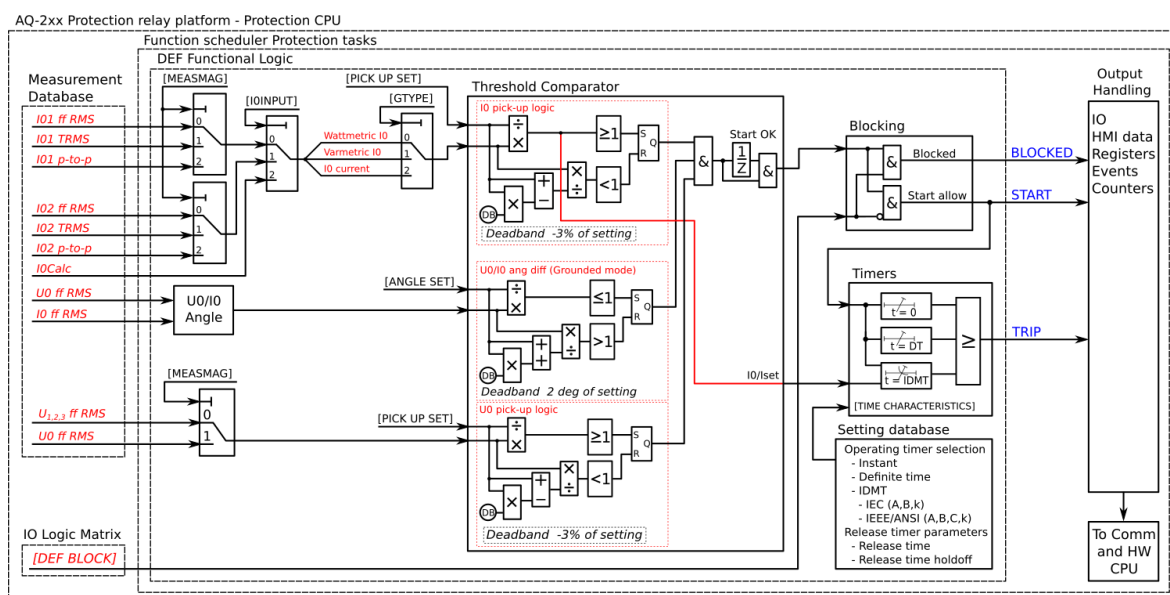 AQ-2xx Protection relay platform - Protection CPU
Function scheduler Protection tasks
DEF Functional Logic
Measurement
Database
I01 ff RMS
I01 TRMS
I01 p-to-p
I02 ff RMS
I02 TRMS
I02 p-to-p
I0Calc
U0 ff RMS
I0 ff RMS
U1,2,3 ff RMS
U0 ff RMS
IO Logic Matrix
[DEF BLOCK]
[MEASMAG]
0
1
2
0
1
2
[I0INPUT]
0
1
2
Wattmetric I0
Varmetric I0
I0 current
[PICK UP SET]
[GTYPE]
0
1
2
U0/I0
Angle
[ANGLE SET]
[MEASMAG]
0
1
[PICK UP SET]
Threshold Comparator
I0 pick-up logic
÷
×
≥1
S
R
Q
×
÷
<1
+
−
×
DB
Deadband -3% of setting
U0/I0 ang diff (Grounded mode)
÷
×
≤1
S
R
Q
×
÷
>1
+
+
×
DB
Deadband 2 deg of setting
U0 pick-up logic
÷
×
≥1
S
R
Q
×
÷
<1
+
−
×
DB
Deadband -3% of setting
&
Start OK
1
Z
&
I0/Iset
Blocking
&
Blocked
&
Start allow
BLOCKED
START
Timers
t = 0
t = DT
t = IDMT
≥
[TIME CHARACTERISTICS]
TRIP
Setting database
Operating timer selection
- Instant
- Definite time
- IDMT
- IEC (A,B,k)
- IEEE/ANSI (A,B,C,k)
Release timer parameters
- Release time
- Release time holdoff
Output
Handling
IO
HMI data
Registers
Events
Counters
To Comm
and HW
CPU